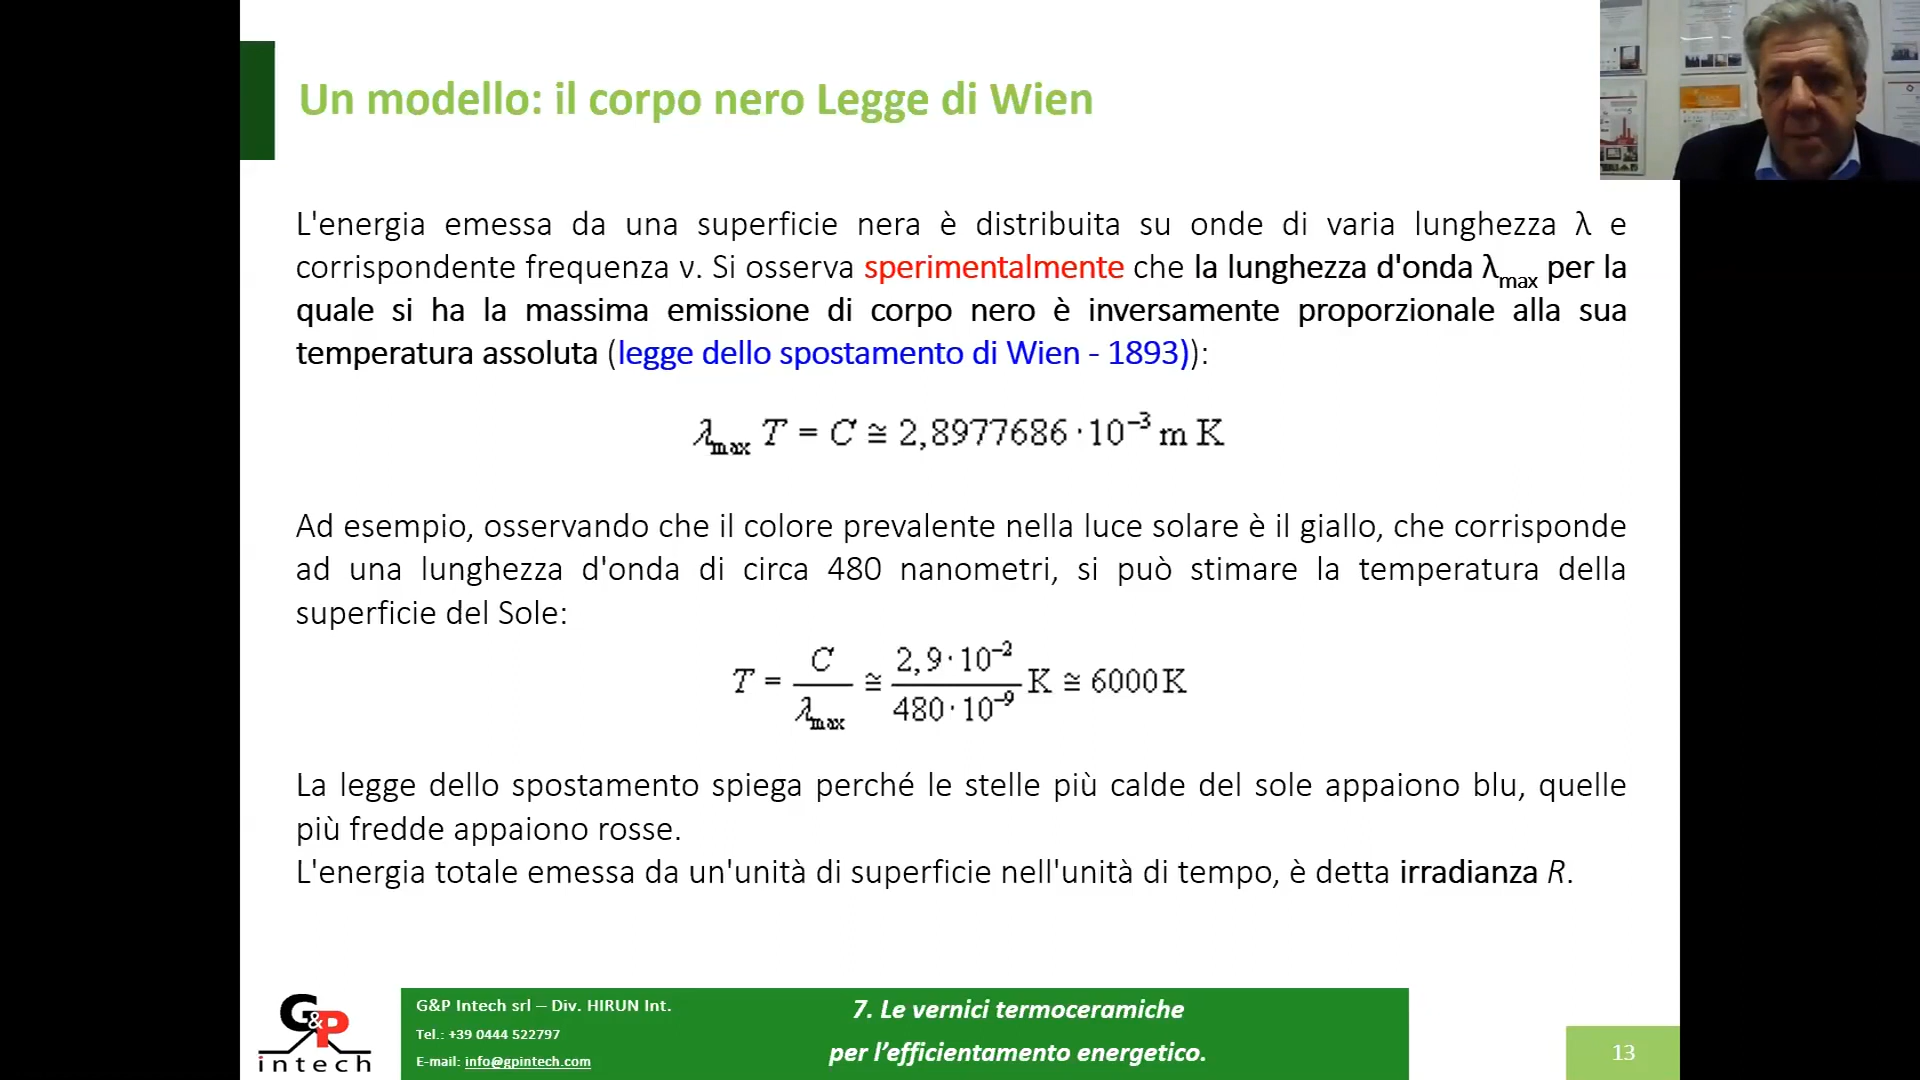 Un modello: il corpo nero Legge di Wien
L'energia emessa da una superficie nera è distribuita su onde di varia lunghezza λ e
corrispondente frequenza ν. Si osserva sperimentalmente che la lunghezza d'onda λmax per la
quale si ha la massima emissione di corpo nero è inversamente proporzionale alla sua
temperatura assoluta (legge dello spostamento di Wien - 1893)):
λmax T = C ≅ 2,8977686·10⁻³ m K
Ad esempio, osservando che il colore prevalente nella luce solare è il giallo, che corrisponde
ad una lunghezza d'onda di circa 480 nanometri, si può stimare la temperatura della
superficie del Sole:
T = C / λmax ≅ 2,9·10⁻² / 480·10⁻⁹ K ≅ 6000 K
La legge dello spostamento spiega perché le stelle più calde del sole appaiono blu, quelle
più fredde appaiono rosse.
L'energia totale emessa da un'unità di superficie nell'unità di tempo, è detta irradianza R.
G&P
intech
G&P Intech srl – Div. HIRUN Int.
Tel.: +39 0444 522797
E-mail: info@gpintech.com
7. Le vernici termoceramiche
per l’efficientamento energetico.
13